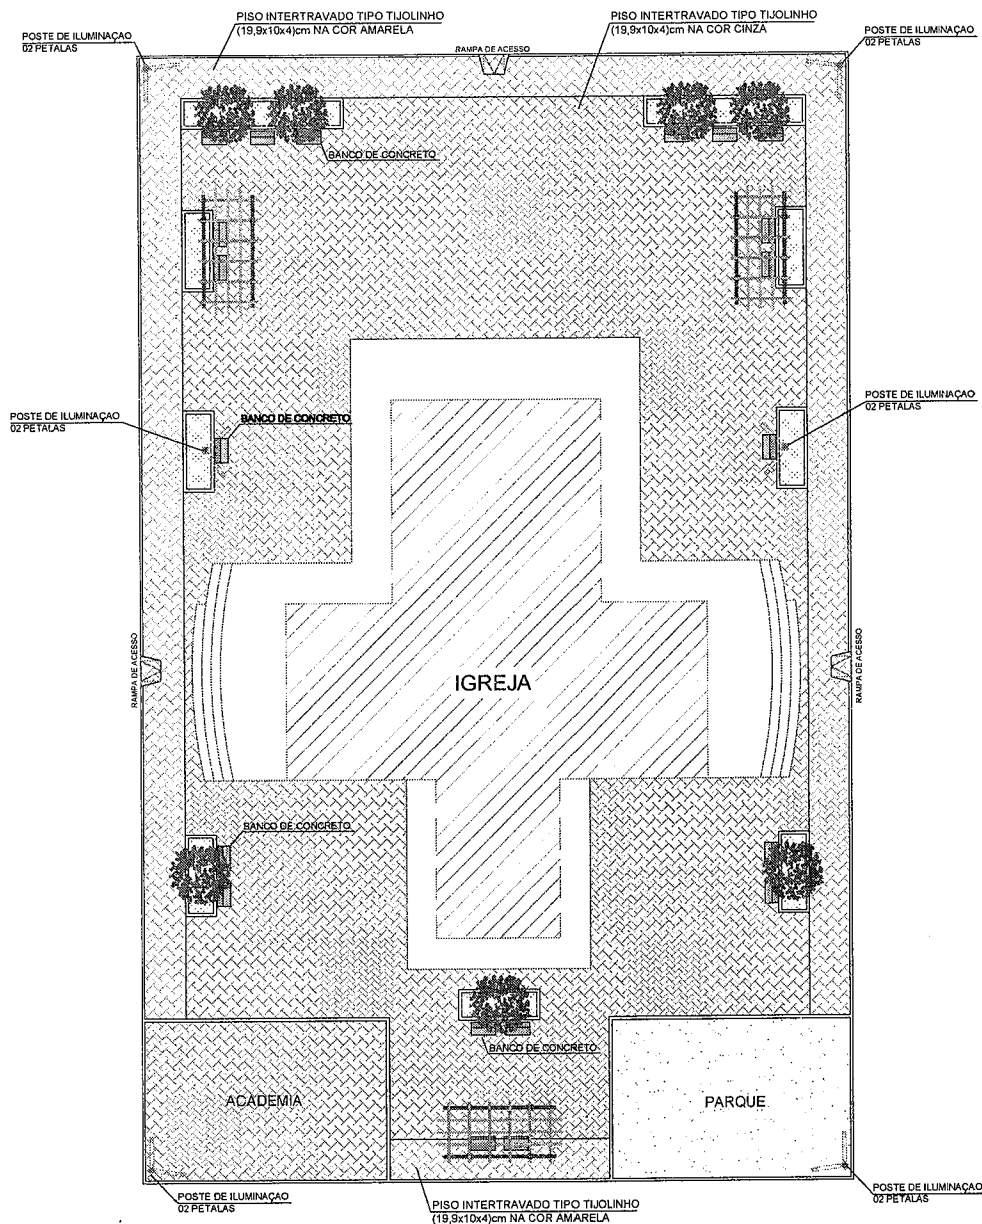 PISO INTERTRAVADO TIPO TIJOLINHO
(19,9x10x4)cm NA COR AMARELA
PISO INTERTRAVADO TIPO TIJOLINHO
(19,9x10x4)cm NA COR CINZA
POSTE DE ILUMINAÇAO
02 PETALAS
RAMPA DE ACESSO
POSTE DE ILUMINAÇAO
02 PETALAS
BANCO DE CONCRETO
POSTE DE ILUMINAÇAO
02 PETALAS
BANCO DE CONCRETO
POSTE DE ILUMINAÇAO
02 PETALAS
RAMPA DE ACESSO
IGREJA
RAMPA DE ACESSO
BANCO DE CONCRETO
BANCO DE CONCRETO
ACADEMIA
PARQUE
POSTE DE ILUMINAÇAO
02 PETALAS
PISO INTERTRAVADO TIPO TIJOLINHO
(19,9x10x4)cm NA COR AMARELA
POSTE DE ILUMINAÇAO
02 PETALAS